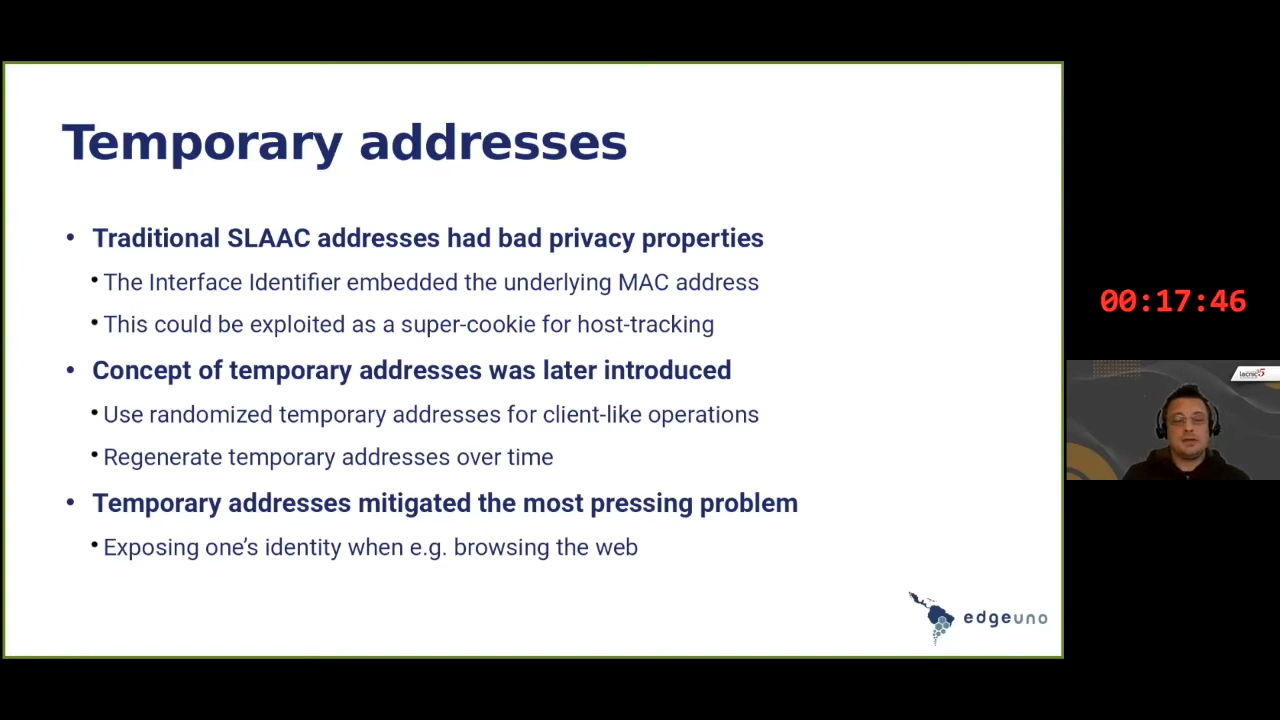 Temporary addresses
• Traditional SLAAC addresses had bad privacy properties
• The Interface Identifier embedded the underlying MAC address
• This could be exploited as a super-cookie for host-tracking
• Concept of temporary addresses was later introduced
• Use randomized temporary addresses for client-like operations
• Regenerate temporary addresses over time
• Temporary addresses mitigated the most pressing problem
• Exposing one’s identity when e.g. browsing the web
edgeuno
00:17:46
lacnic